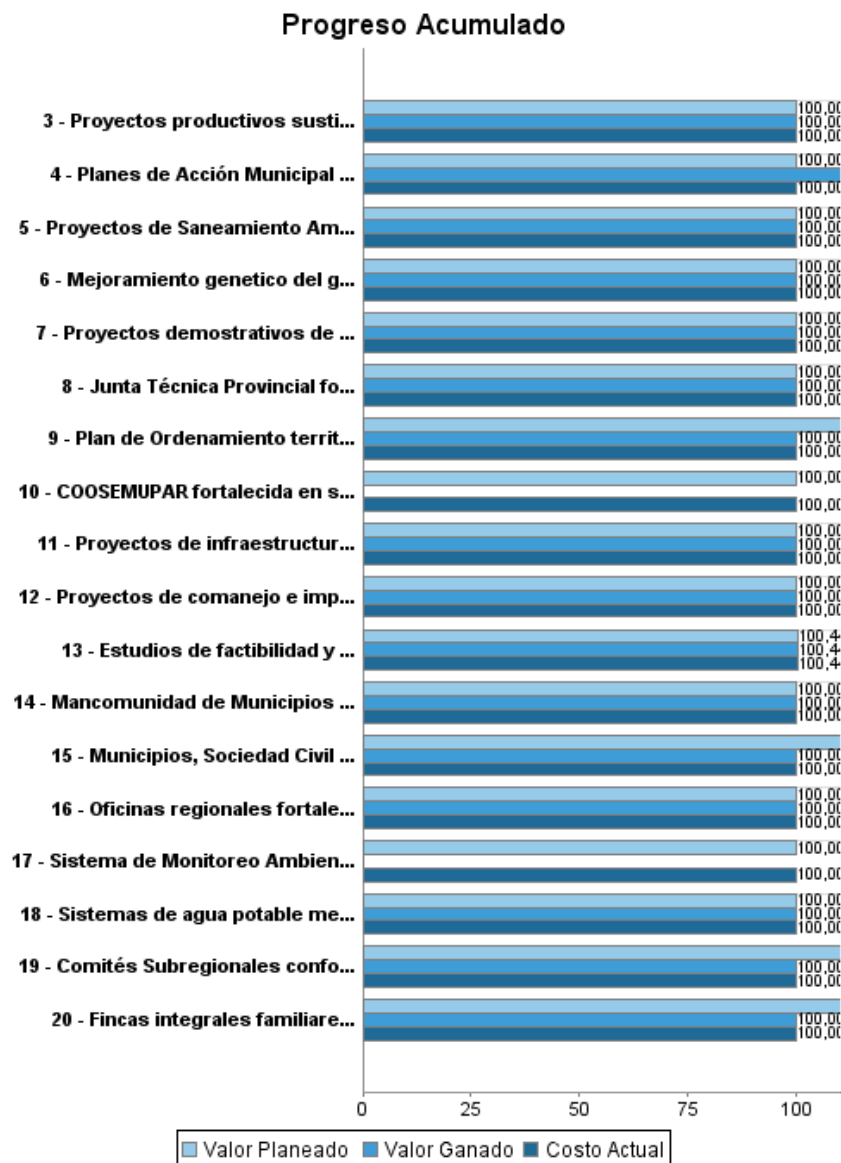 Progreso Acumulado
3 - Proyectos productivos susti...
100,00
100,00
100,00
4 - Planes de Acción Municipal ...
100,00
100,00
5 - Proyectos de Saneamiento Am...
100,00
100,00
100,00
6 - Mejoramiento genetico del g...
100,00
100,00
100,00
7 - Proyectos demostrativos de ...
100,00
100,00
100,00
8 - Junta Técnica Provincial fo...
100,00
100,00
100,00
9 - Plan de Ordenamiento territ...
100,00
100,00
10 - COOSEMUPAR fortalecida en s...
100,00
100,00
11 - Proyectos de infraestructur...
100,00
100,00
100,00
12 - Proyectos de comanejo e imp...
100,00
100,00
100,00
13 - Estudios de factibilidad y ...
100,4
100,4
100,4
14 - Mancomunidad de Municipios ...
100,00
100,00
100,00
15 - Municipios, Sociedad Civil ...
100,00
100,00
16 - Oficinas regionales fortale...
100,00
100,00
100,00
17 - Sistema de Monitoreo Ambien...
100,00
100,00
18 - Sistemas de agua potable me...
100,00
100,00
100,00
19 - Comités Subregionales confo...
100,00
100,00
20 - Fincas integrales familiare...
100,00
100,00
0 25 50 75 100
Valor Planeado Valor Ganado Costo Actual